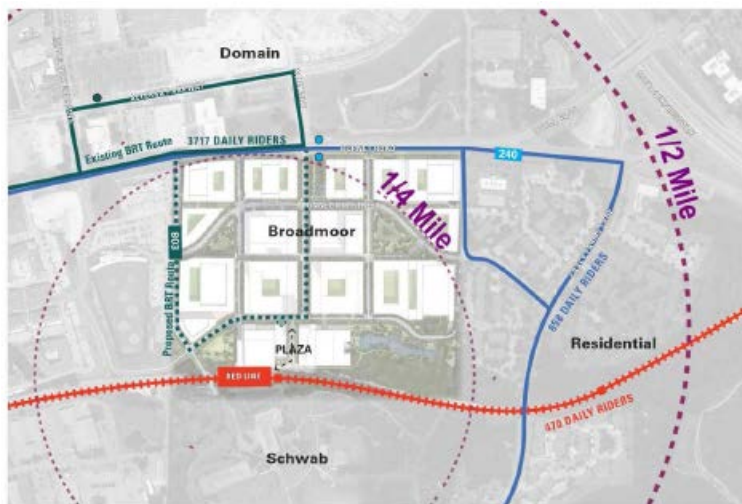 Domain
Existing BRT Route
3717 DAILY RIDERS
240
1/2 Mile
1/4 Mile
Broadmoor
803
Proposed BRT Route
858 DAILY RIDERS
Residential
PLAZA
RED LINE
470 DAILY RIDERS
Schwab